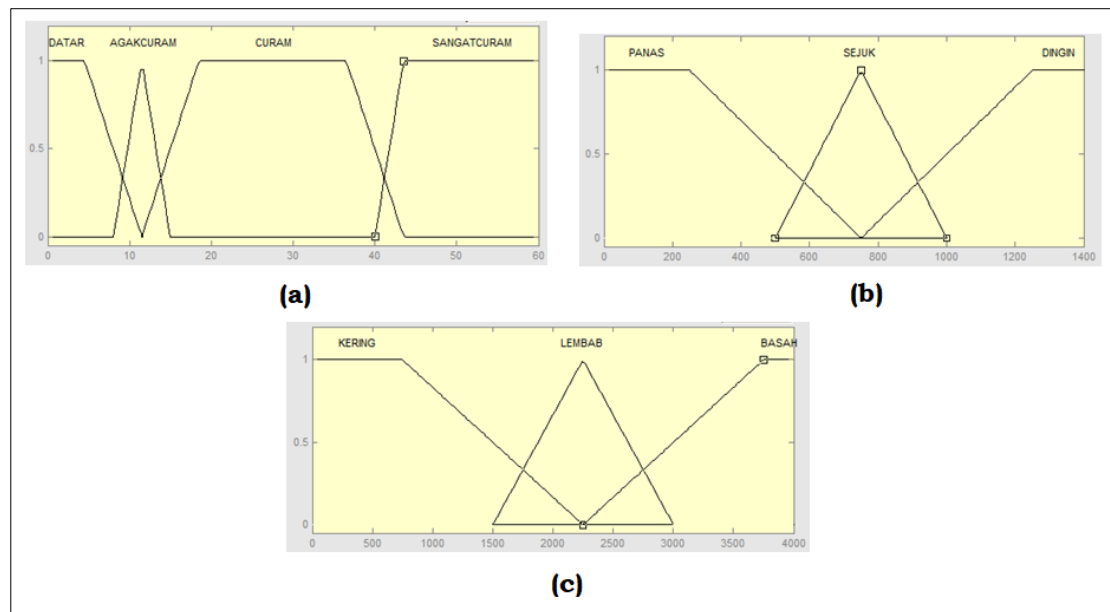 DATAR AGAKCURAM CURAM SANGATCURAM
1
0.5
0
0 10 20 30 40 50 60
(a)
PANAS SEJUK DINGIN
1
0.5
0
0 200 400 600 800 1000 1200 1400
(b)
KERING LEMBAB BASAH
1
0.5
0
0 500 1000 1500 2000 2500 3000 3500 4000
(c)